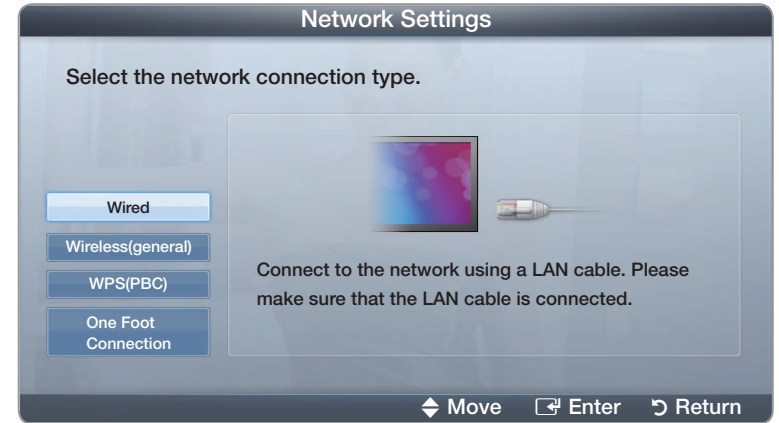 Network Settings
Select the network connection type.
Wired
Wireless(general)
WPS(PBC)
One Foot
Connection
Connect to the network using a LAN cable. Please
make sure that the LAN cable is connected.
Move Enter Return